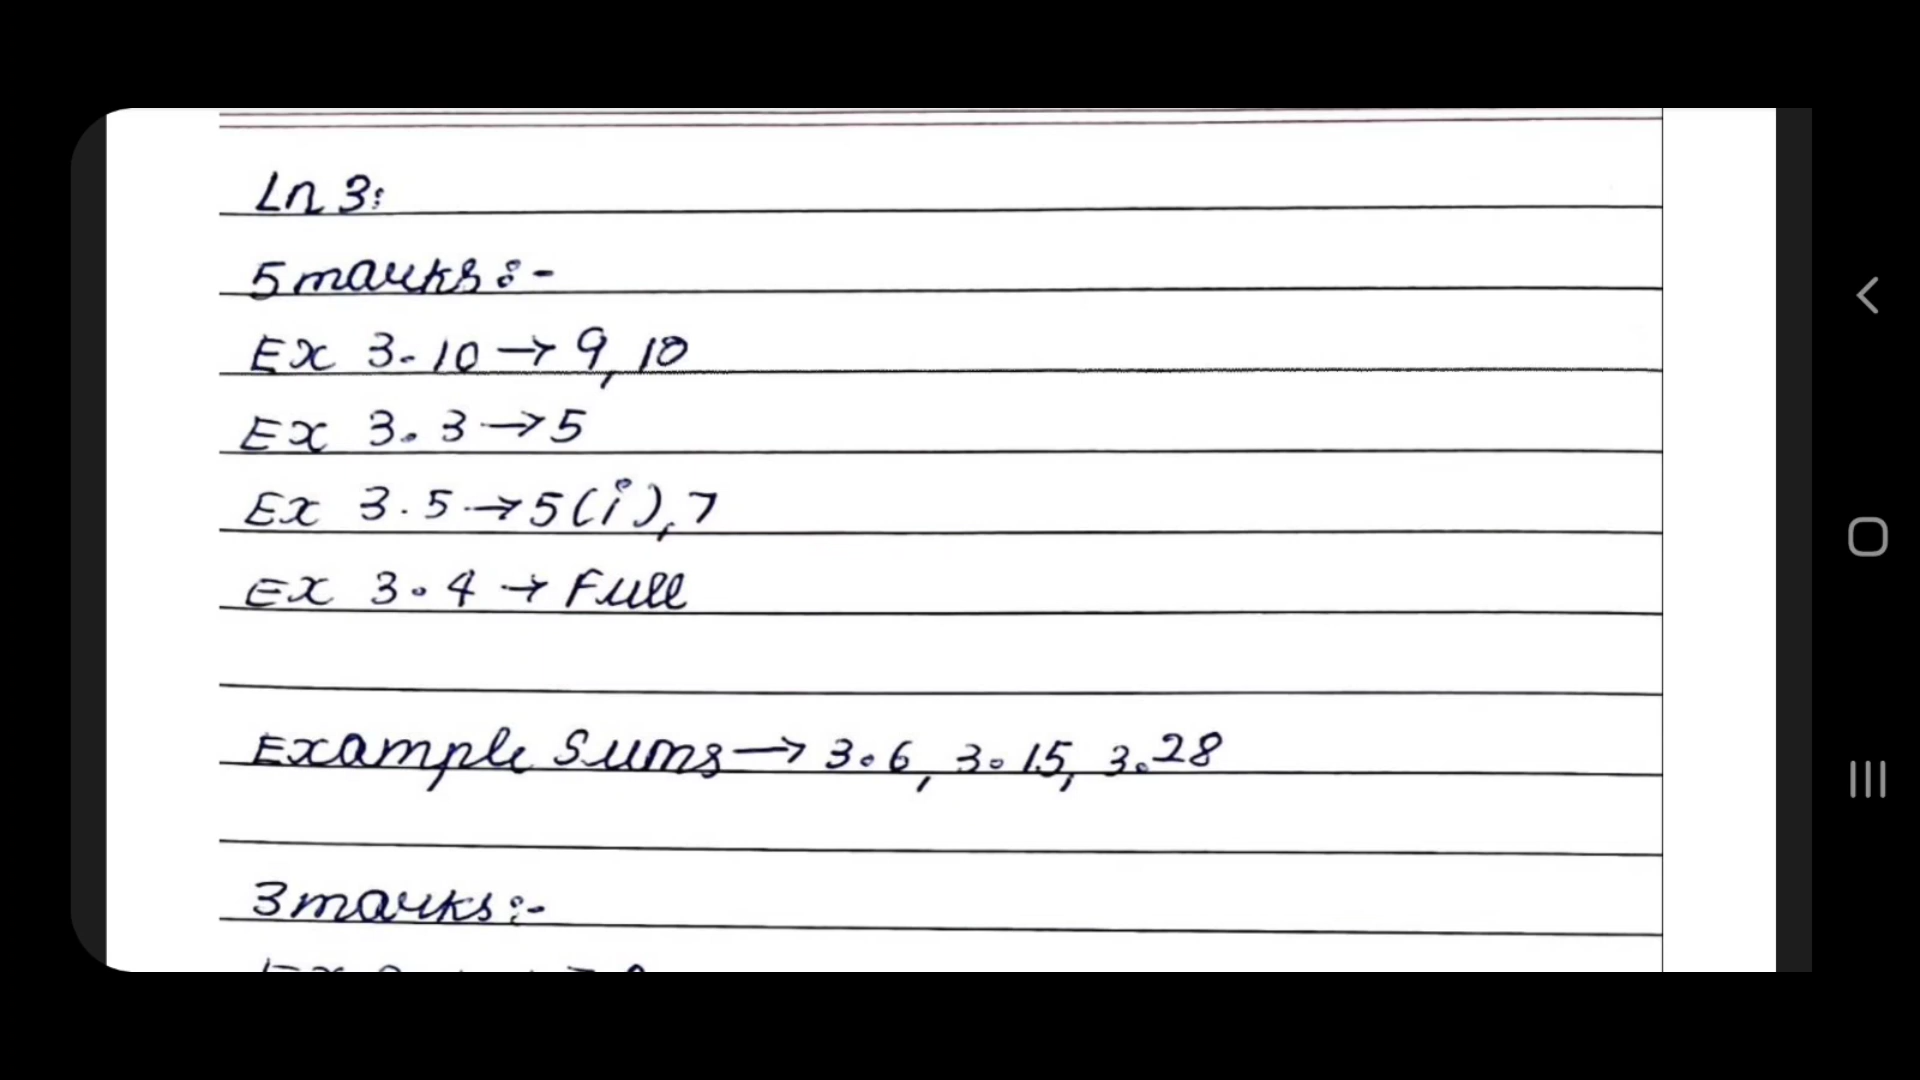 Ln 3:
5 marks :-
Ex 3.10 → 9, 10
Ex 3.3 → 5
Ex 3.5 → 5(i), 7
Ex 3.4 → Full
Example Sums → 3.6, 3.15, 3.28
3 marks :-